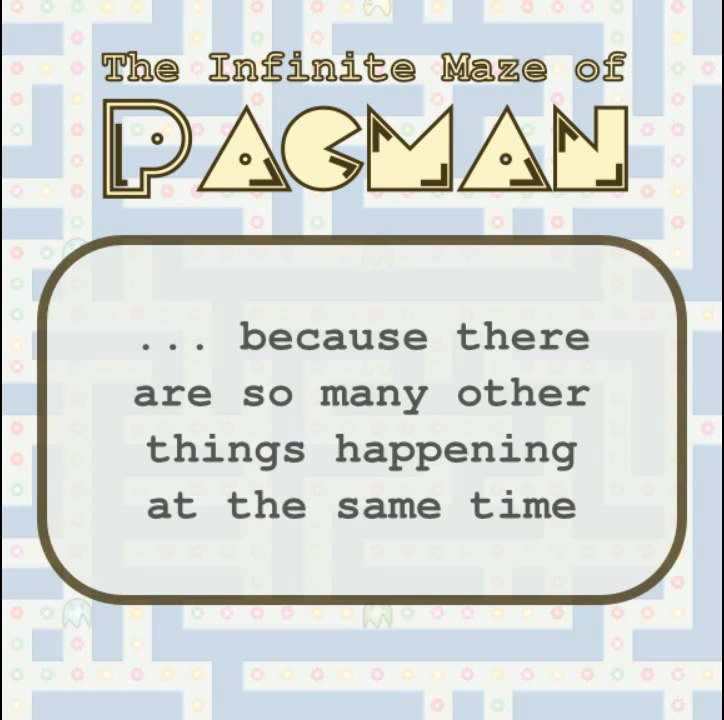 The Infinite Maze of
PACMAN
... because there
are so many other
things happening
at the same time